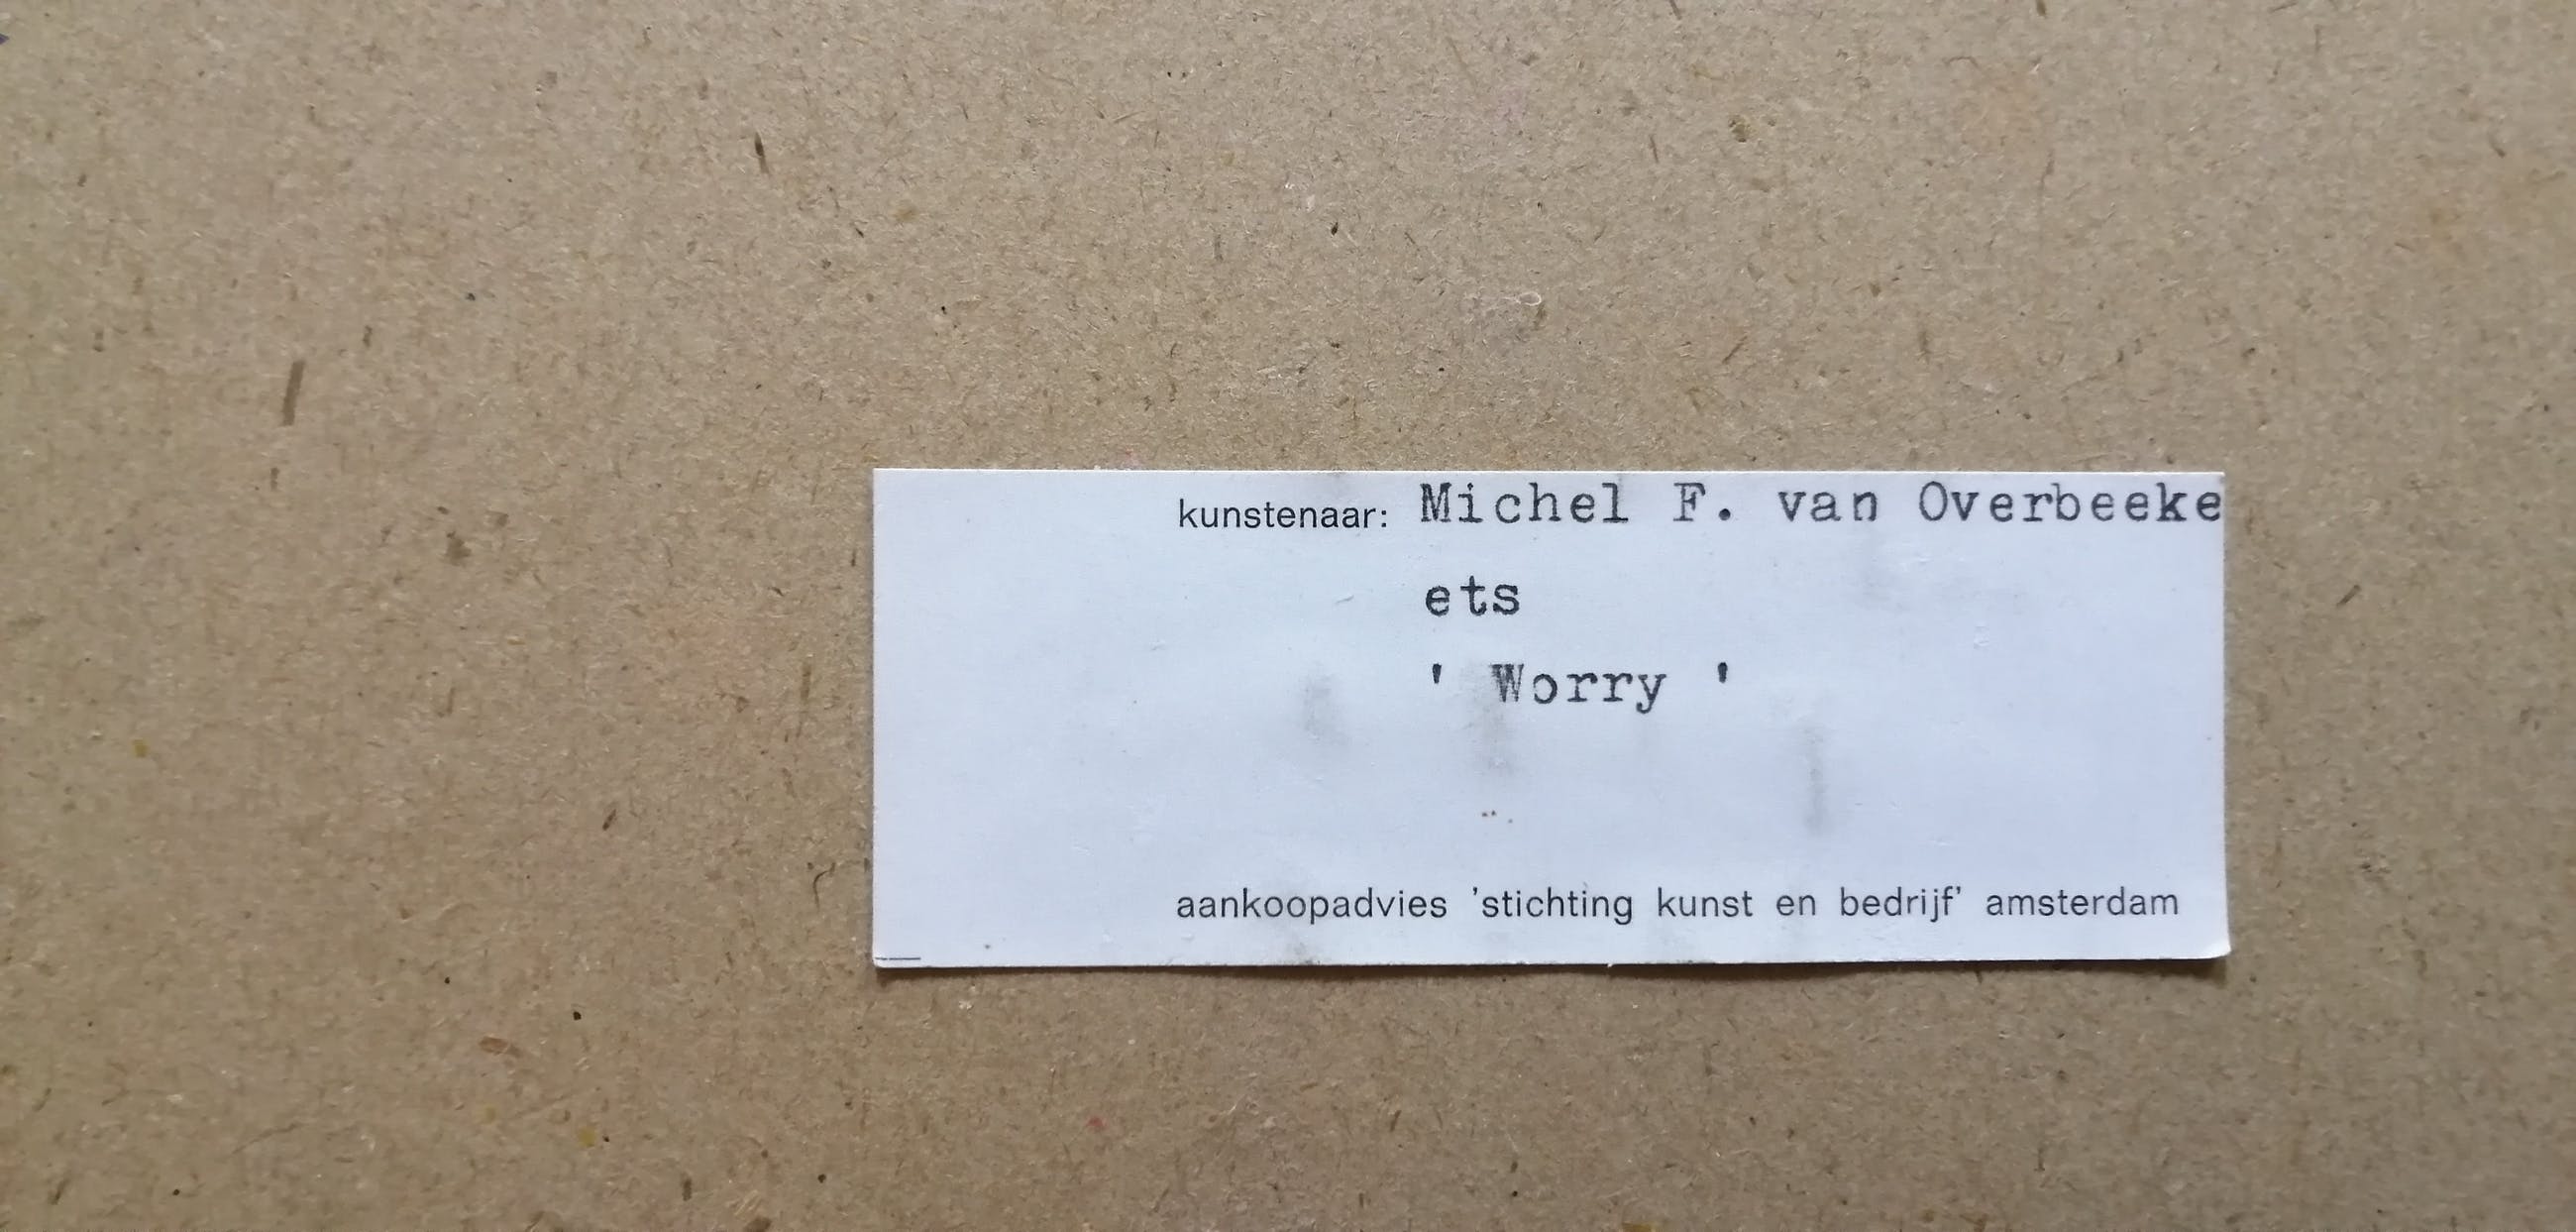 kunstenaar: Michel F. van Overbeeke
ets
' Worry '
aankoopadvies 'stichting kunst en bedrijf' amsterdam